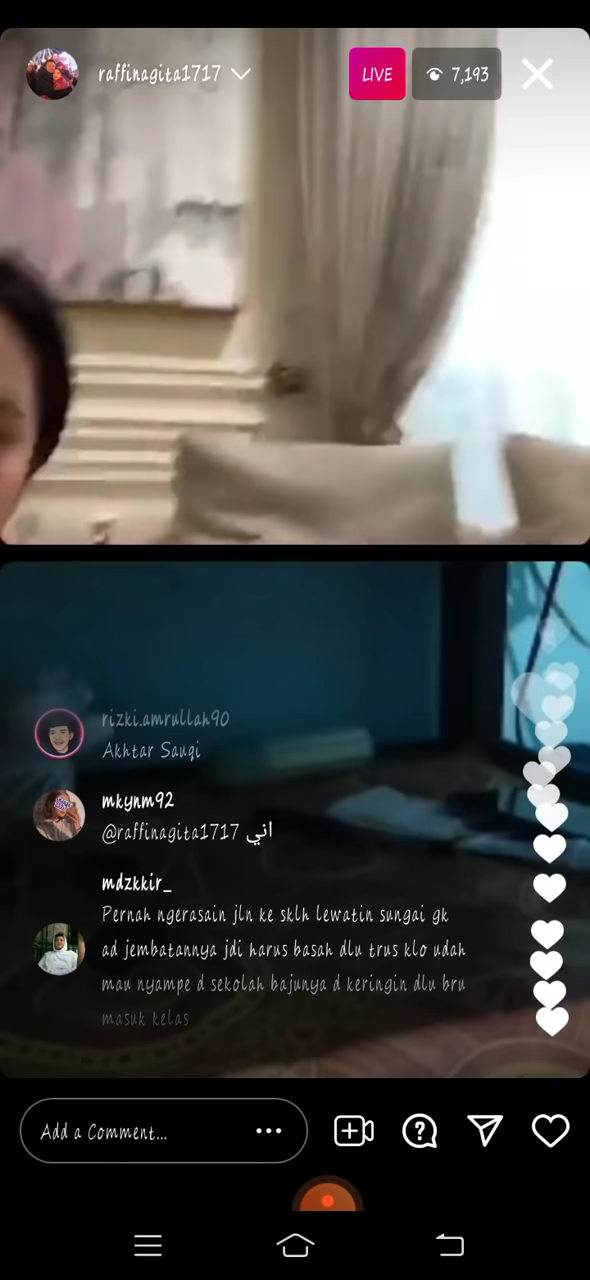 raffinagita1717
LIVE
7,193
rizki.amrullah90
Akhtar Sauqi
mkynm92
@raffinagita1717 اني
mdzkkir_
Pernah ngerasain jln ke sklh lewatin sungai gk
ad jembatannya jdi harus basah dlu trus klo udah
mau nyampe d sekolah bajunya d keringin dlu bru
masuk kelas
Add a Comment...